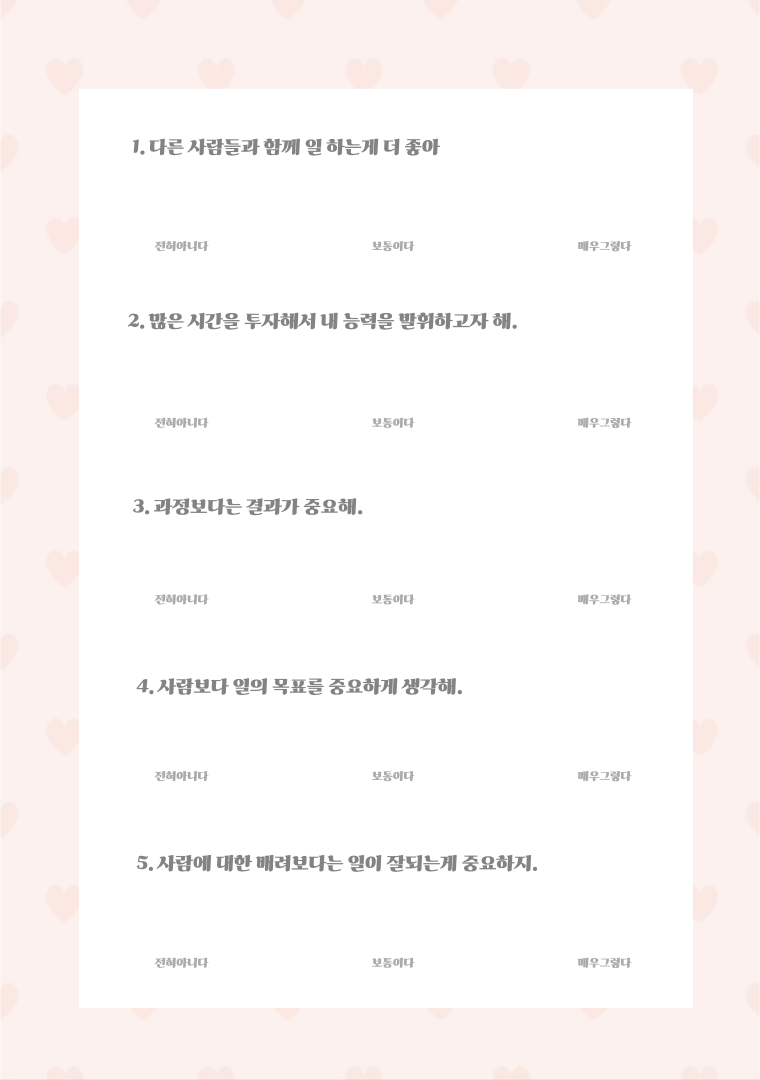 1. 다른 사람들과 함께 일 하는게 더 좋아
전혀아니다 보통이다 매우그렇다
2. 많은 시간을 투자해서 내 능력을 발휘하고자 해.
전혀아니다 보통이다 매우그렇다
3. 과정보다는 결과가 중요해.
전혀아니다 보통이다 매우그렇다
4. 사람보다 일의 목표를 중요하게 생각해.
전혀아니다 보통이다 매우그렇다
5. 사람에 대한 배려보다는 일이 잘되는게 중요하지.
전혀아니다 보통이다 매우그렇다